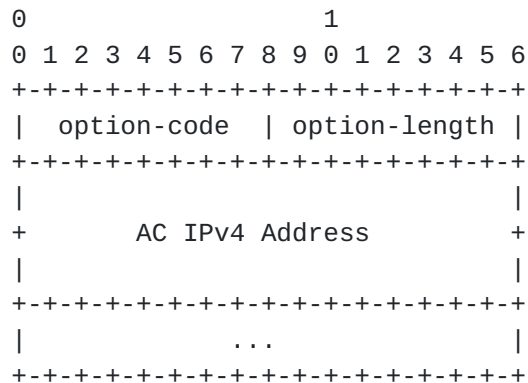 0                   1
0 1 2 3 4 5 6 7 8 9 0 1 2 3 4 5 6
+-+-+-+-+-+-+-+-+-+-+-+-+-+-+-+-+
|  option-code  | option-length |
+-+-+-+-+-+-+-+-+-+-+-+-+-+-+-+-+
|                               |
+       AC IPv4 Address         +
|                               |
+-+-+-+-+-+-+-+-+-+-+-+-+-+-+-+-+
|             ...               |
+-+-+-+-+-+-+-+-+-+-+-+-+-+-+-+-+